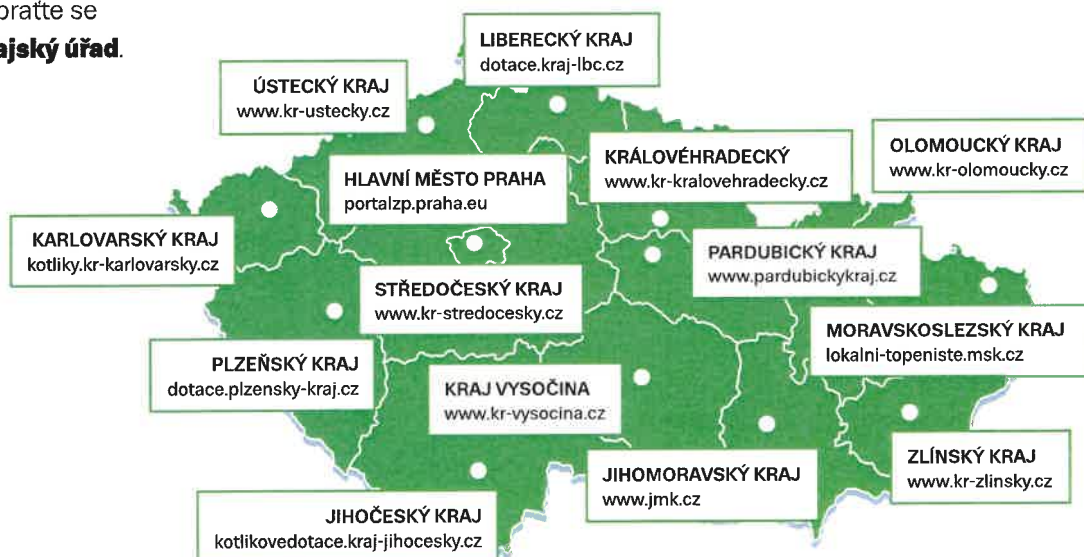 se
ajský úřad.
LIBERECKÝ KRAJ
dotace.kraj-lbc.cz
ÚSTECKÝ KRAJ
www.kr-ustecky.cz
KRÁLOVÉHRADECKÝ
www.kr-kralovehradecky.cz
OLOMOUCKÝ KRAJ
www.kr-olomoucky.cz
HLAVNÍ MĚSTO PRAHA
portalzp.praha.eu
KARLOVARSKÝ KRAJ
kotliky.kr-karlovarsky.cz
PARDUBICKÝ KRAJ
www.pardubickykraj.cz
STŘEDOČESKÝ KRAJ
www.kr-stredocesky.cz
MORAVSKOSLEZSKÝ KRAJ
lokalni-topeniste.msk.cz
PLZEŇSKÝ KRAJ
dotace.plzensky-kraj.cz
KRAJ VYSOČINA
www.kr-vysocina.cz
ZLÍNSKÝ KRAJ
www.kr-zlinsky.cz
JIHOMORAVSKÝ KRAJ
www.jmk.cz
JIHOČESKÝ KRAJ
kotlikovedotace.kraj-jihocesky.cz